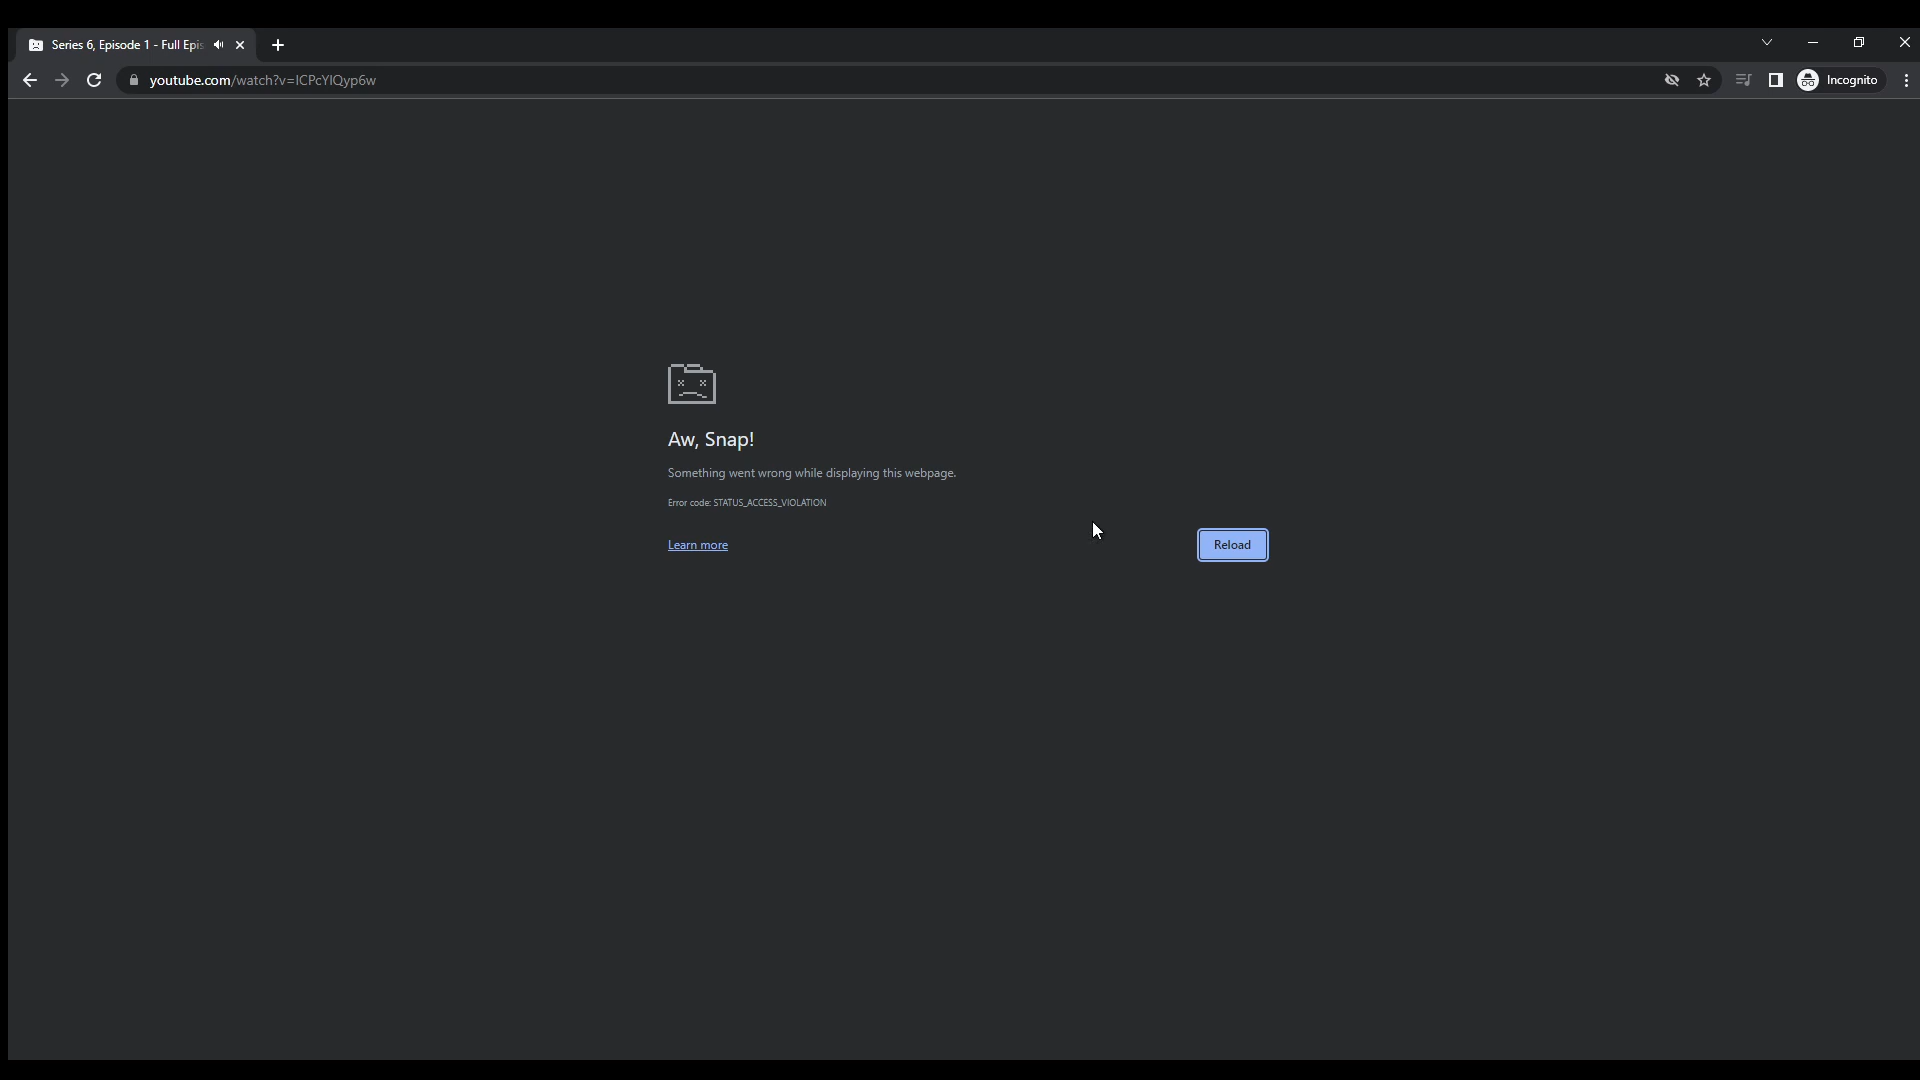 Series 6, Episode 1 - Full Epis
youtube.com/watch?v=ICPcYIQyp6w
Incognito
Aw, Snap!
Something went wrong while displaying this webpage.
Error code: STATUS_ACCESS_VIOLATION
Learn more
Reload